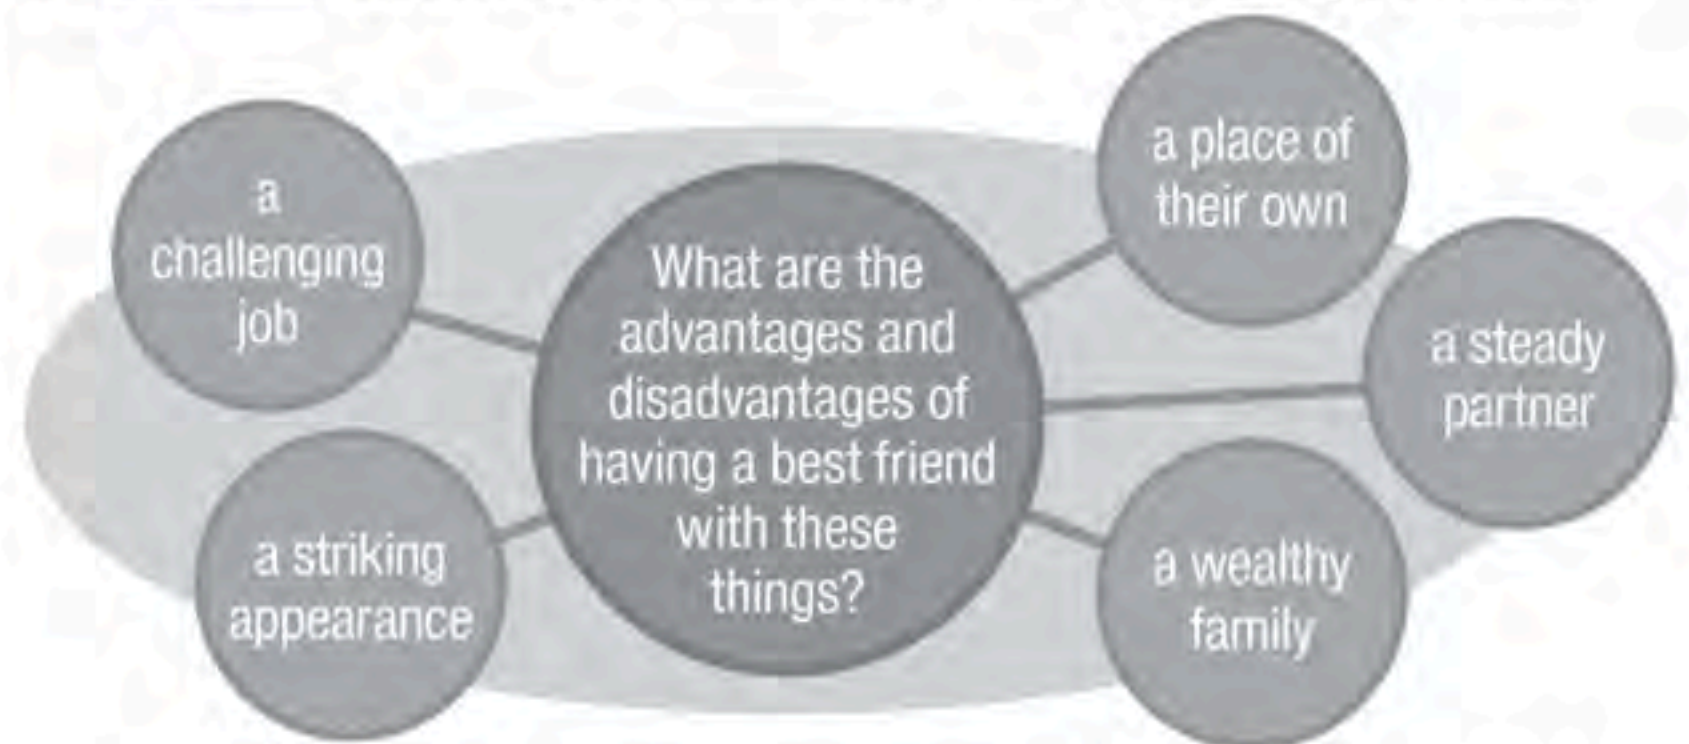 a
challenging
job
a striking
appearance
What are the
advantages and
disadvantages of
having a best friend
with these
things?
a place of
their own
a steady
partner
a wealthy
family